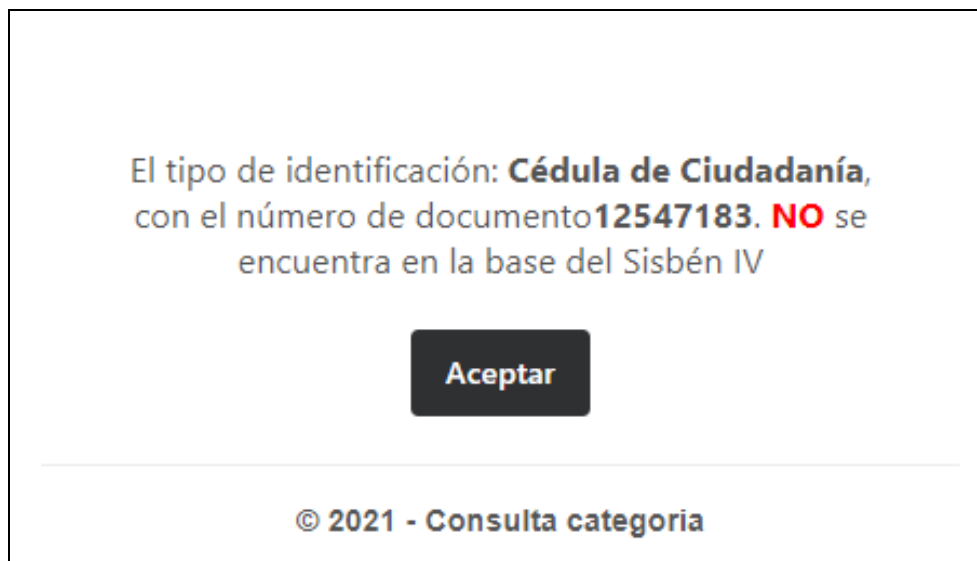 El tipo de identificación: Cédula de Ciudadanía,
con el número de documento12547183. NO se
encuentra en la base del Sisbén IV
Aceptar
© 2021 - Consulta categoria